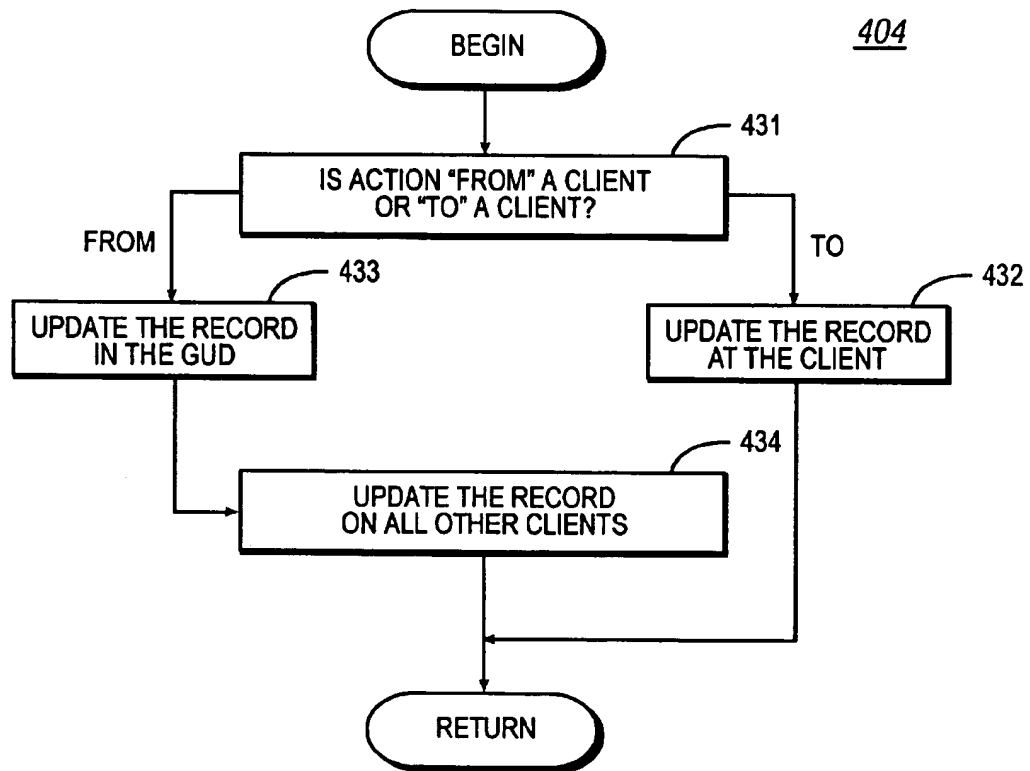 BEGIN
404
431
IS ACTION "FROM" A CLIENT
OR "TO" A CLIENT?
FROM
TO
433
432
UPDATE THE RECORD
IN THE GUD
UPDATE THE RECORD
AT THE CLIENT
434
UPDATE THE RECORD
ON ALL OTHER CLIENTS
RETURN